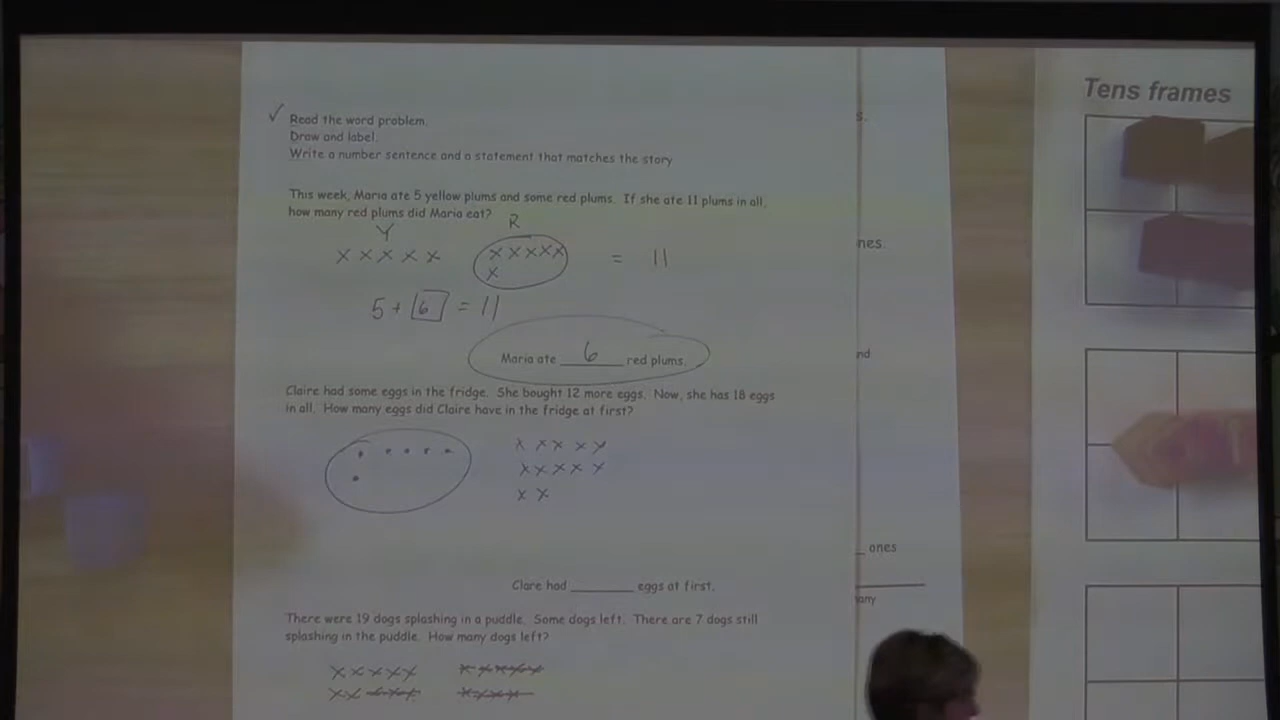 ✓ Read the word problem.
Draw and label.
Write a number sentence and a statement that matches the story
This week, Maria ate 5 yellow plums and some red plums. If she ate 11 plums in all,
how many red plums did Maria eat?
Y R
x x x x x x x x x x = 11
x
5 + 6 = 11
Maria ate 6 red plums.
Claire had some eggs in the fridge. She bought 12 more eggs. Now, she has 18 eggs
in all. How many eggs did Claire have in the fridge at first?
x x x x x
x x x x x
x x
Clare had ______ eggs at first.
There were 19 dogs splashing in a puddle. Some dogs left. There are 7 dogs still
splashing in the puddle. How many dogs left?
x x x x x x x x x x
x x x x x x x x x
s.
nes
nd
_ ones
any
Tens frames